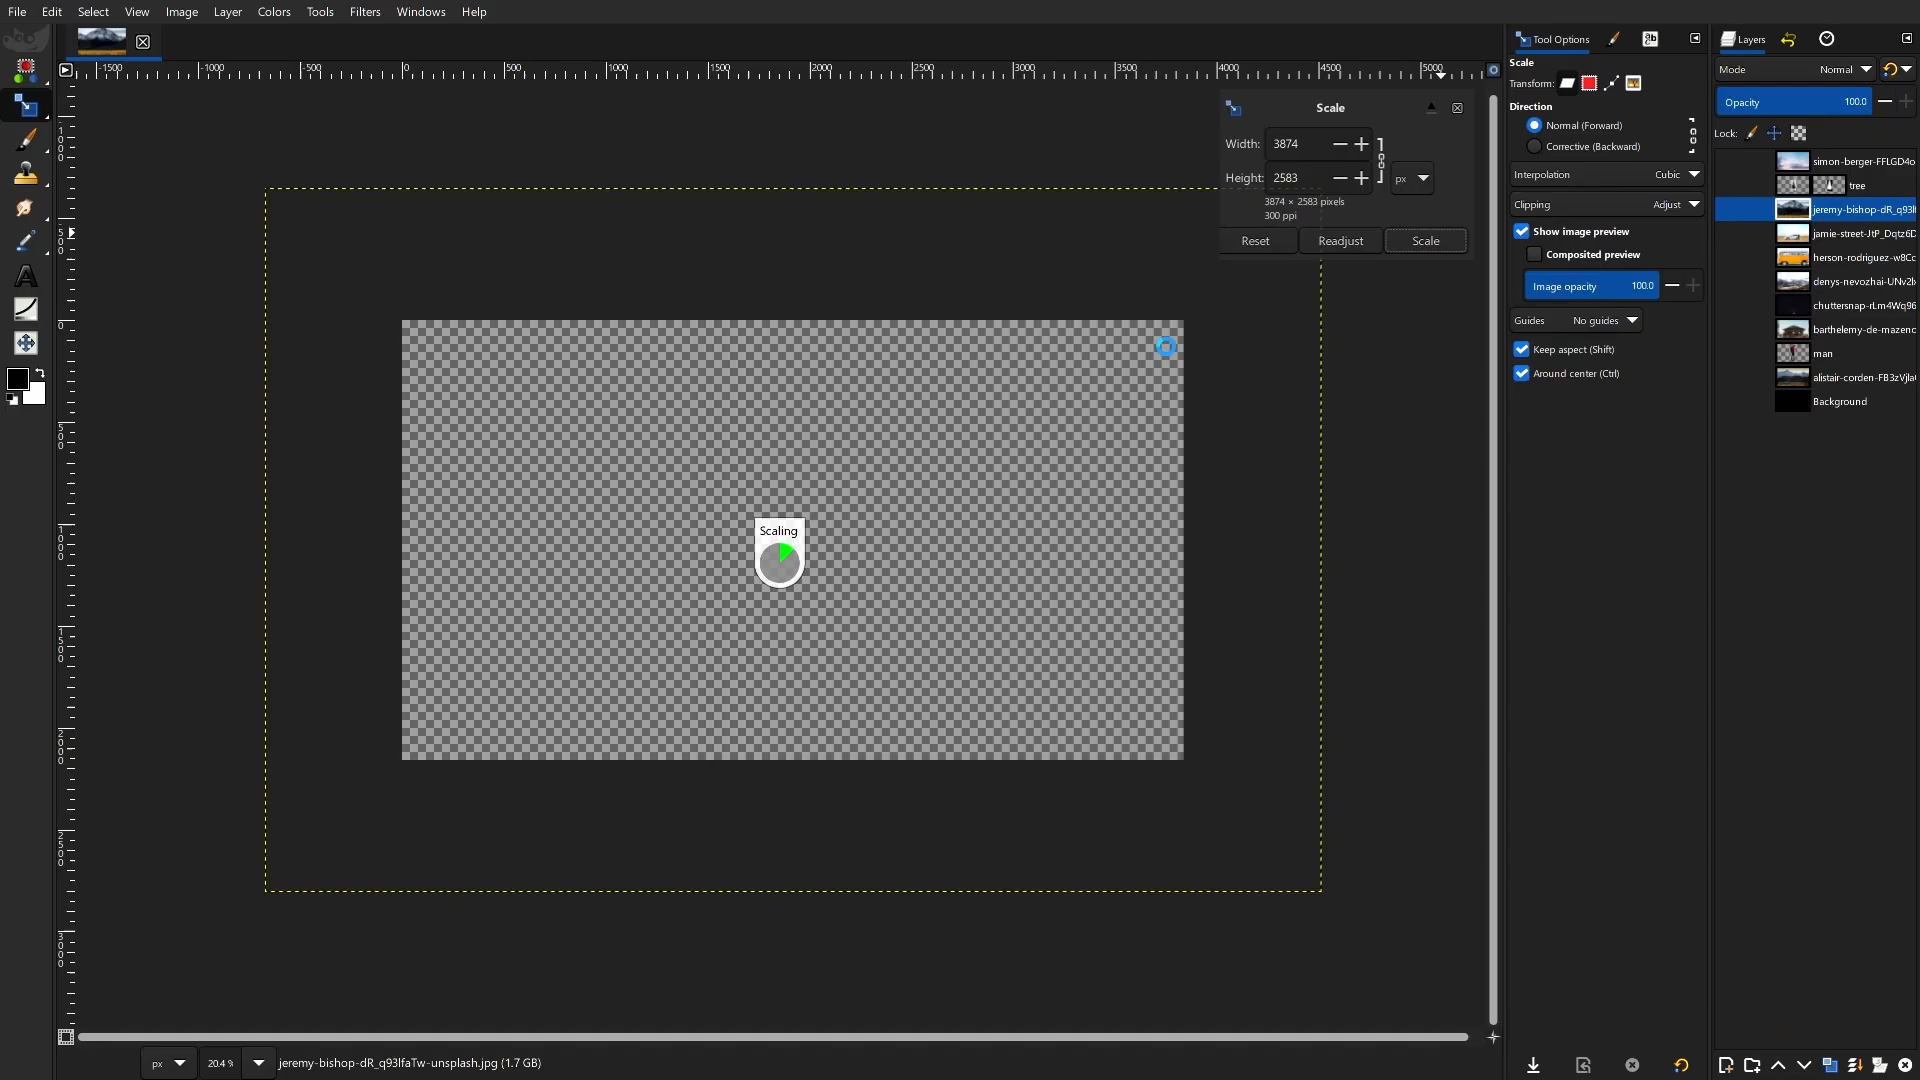 File Edit Select View Image Layer Colors Tools Filters Windows Help
Tool Options
Layers
-1500 -1000 -500 0 500 1000 1500 2000 2500 3000 3500 4000 4500 5000
Scale
Width: 3874
Height: 2583
px
3874 × 2583 pixels
300 ppi
Reset Readjust Scale
Scaling
Scale
Transform:
Direction
Normal (Forward)
Corrective (Backward)
Interpolation Cubic
Clipping Adjust
Show image preview
Composited preview
Image opacity 100.0
Guides No guides
Keep aspect (Shift)
Around center (Ctrl)
Mode Normal
Opacity 100.0
Lock:
simon-berger-FFLGD4o
tree
jeremy-bishop-dR_q93lf
jamie-street-JtP_Dqtz6D
herson-rodriguez-w8Cc
denys-nevozhai-UNv2lx
chuttersnap-rLm4Wq96
barthelemy-de-mazenc
man
alistair-corden-FB3zVjla
Background
px 20.4 % jeremy-bishop-dR_q93lfaTw-unsplash.jpg (1.7 GB)